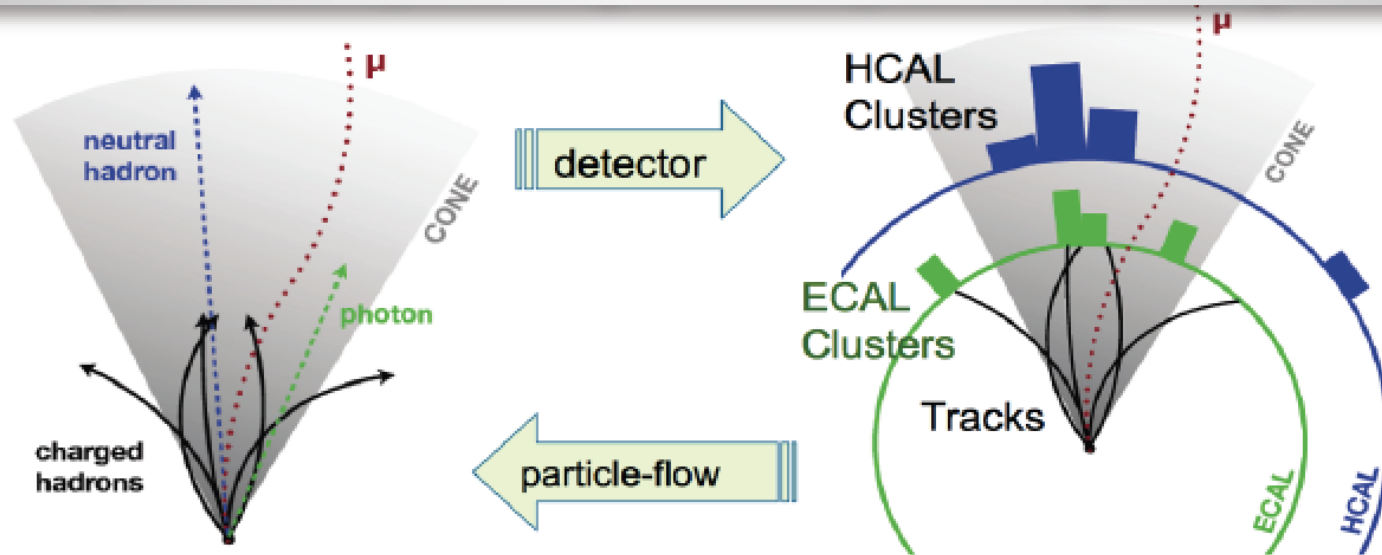 μ
neutral
hadron
CONE
photon
charged
hadrons
detector
particle-flow
μ
HCAL
Clusters
CONE
ECAL
Clusters
Tracks
ECAL
HCAL